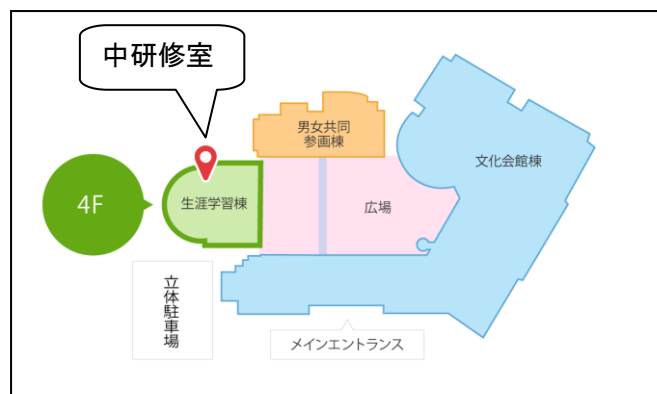 中研修室
男女共同
参画棟
文化会館棟
4F
生涯学習棟
広場
立体駐車場
メインエントランス